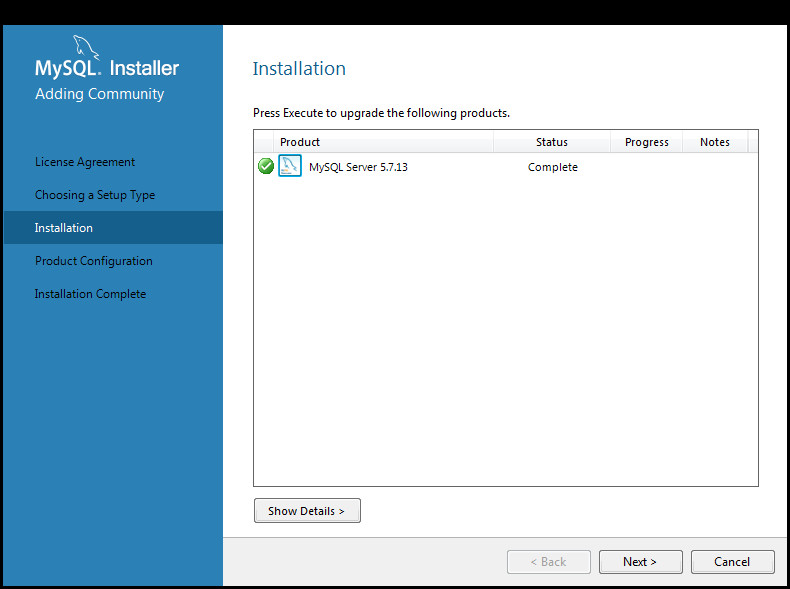 MySQL. Installer
Adding Community
License Agreement
Choosing a Setup Type
Installation
Product Configuration
Installation Complete
Installation
Press Execute to upgrade the following products.
Product Status Progress Notes
MySQL Server 5.7.13 Complete
Show Details >
< Back Next > Cancel